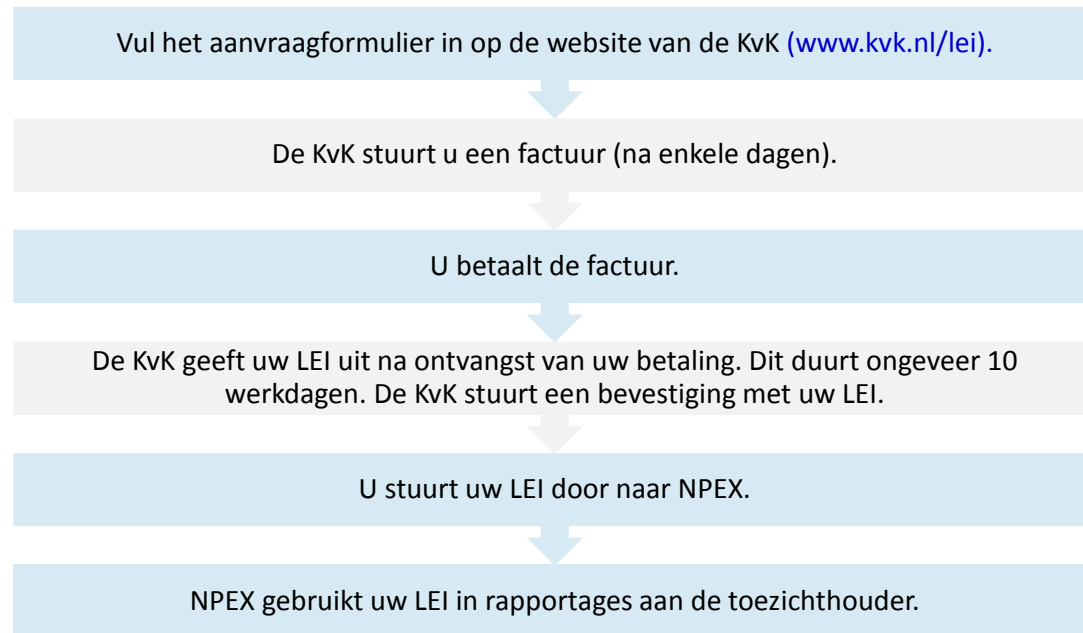 Vul het aanvraagformulier in op de website van de KvK (www.kvk.nl/lei).
De KvK stuurt u een factuur (na enkele dagen).
U betaalt de factuur.
De KvK geeft uw LEI uit na ontvangst van uw betaling. Dit duurt ongeveer 10
werkdagen. De KvK stuurt een bevestiging met uw LEI.
U stuurt uw LEI door naar NPEX.
NPEX gebruikt uw LEI in rapportages aan de toezichthouder.